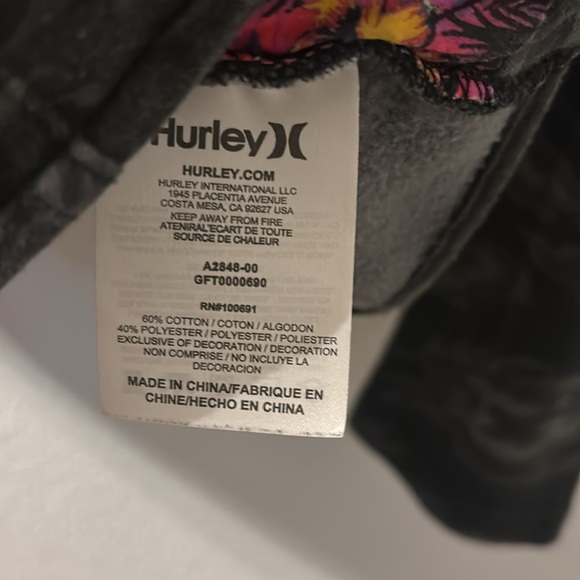 Hurley
HURLEY.COM
HURLEY INTERNATIONAL LLC
1945 PLACENTIA AVENUE
COSTA MESA, CA 92627 USA
KEEP AWAY FROM FIRE
ATENIRAL'ECART DE TOUTE
SOURCE DE CHALEUR
A2848-00
GFT0000690
RN#100691
60% COTTON / COTON / ALGODON
40% POLYESTER / POLYESTER / POLIESTER
EXCLUSIVE OF DECORATION / DECORATION
NON COMPRISE / NO INCLUYE LA
DECORACION
MADE IN CHINA/FABRIQUE EN
CHINE/HECHO EN CHINA